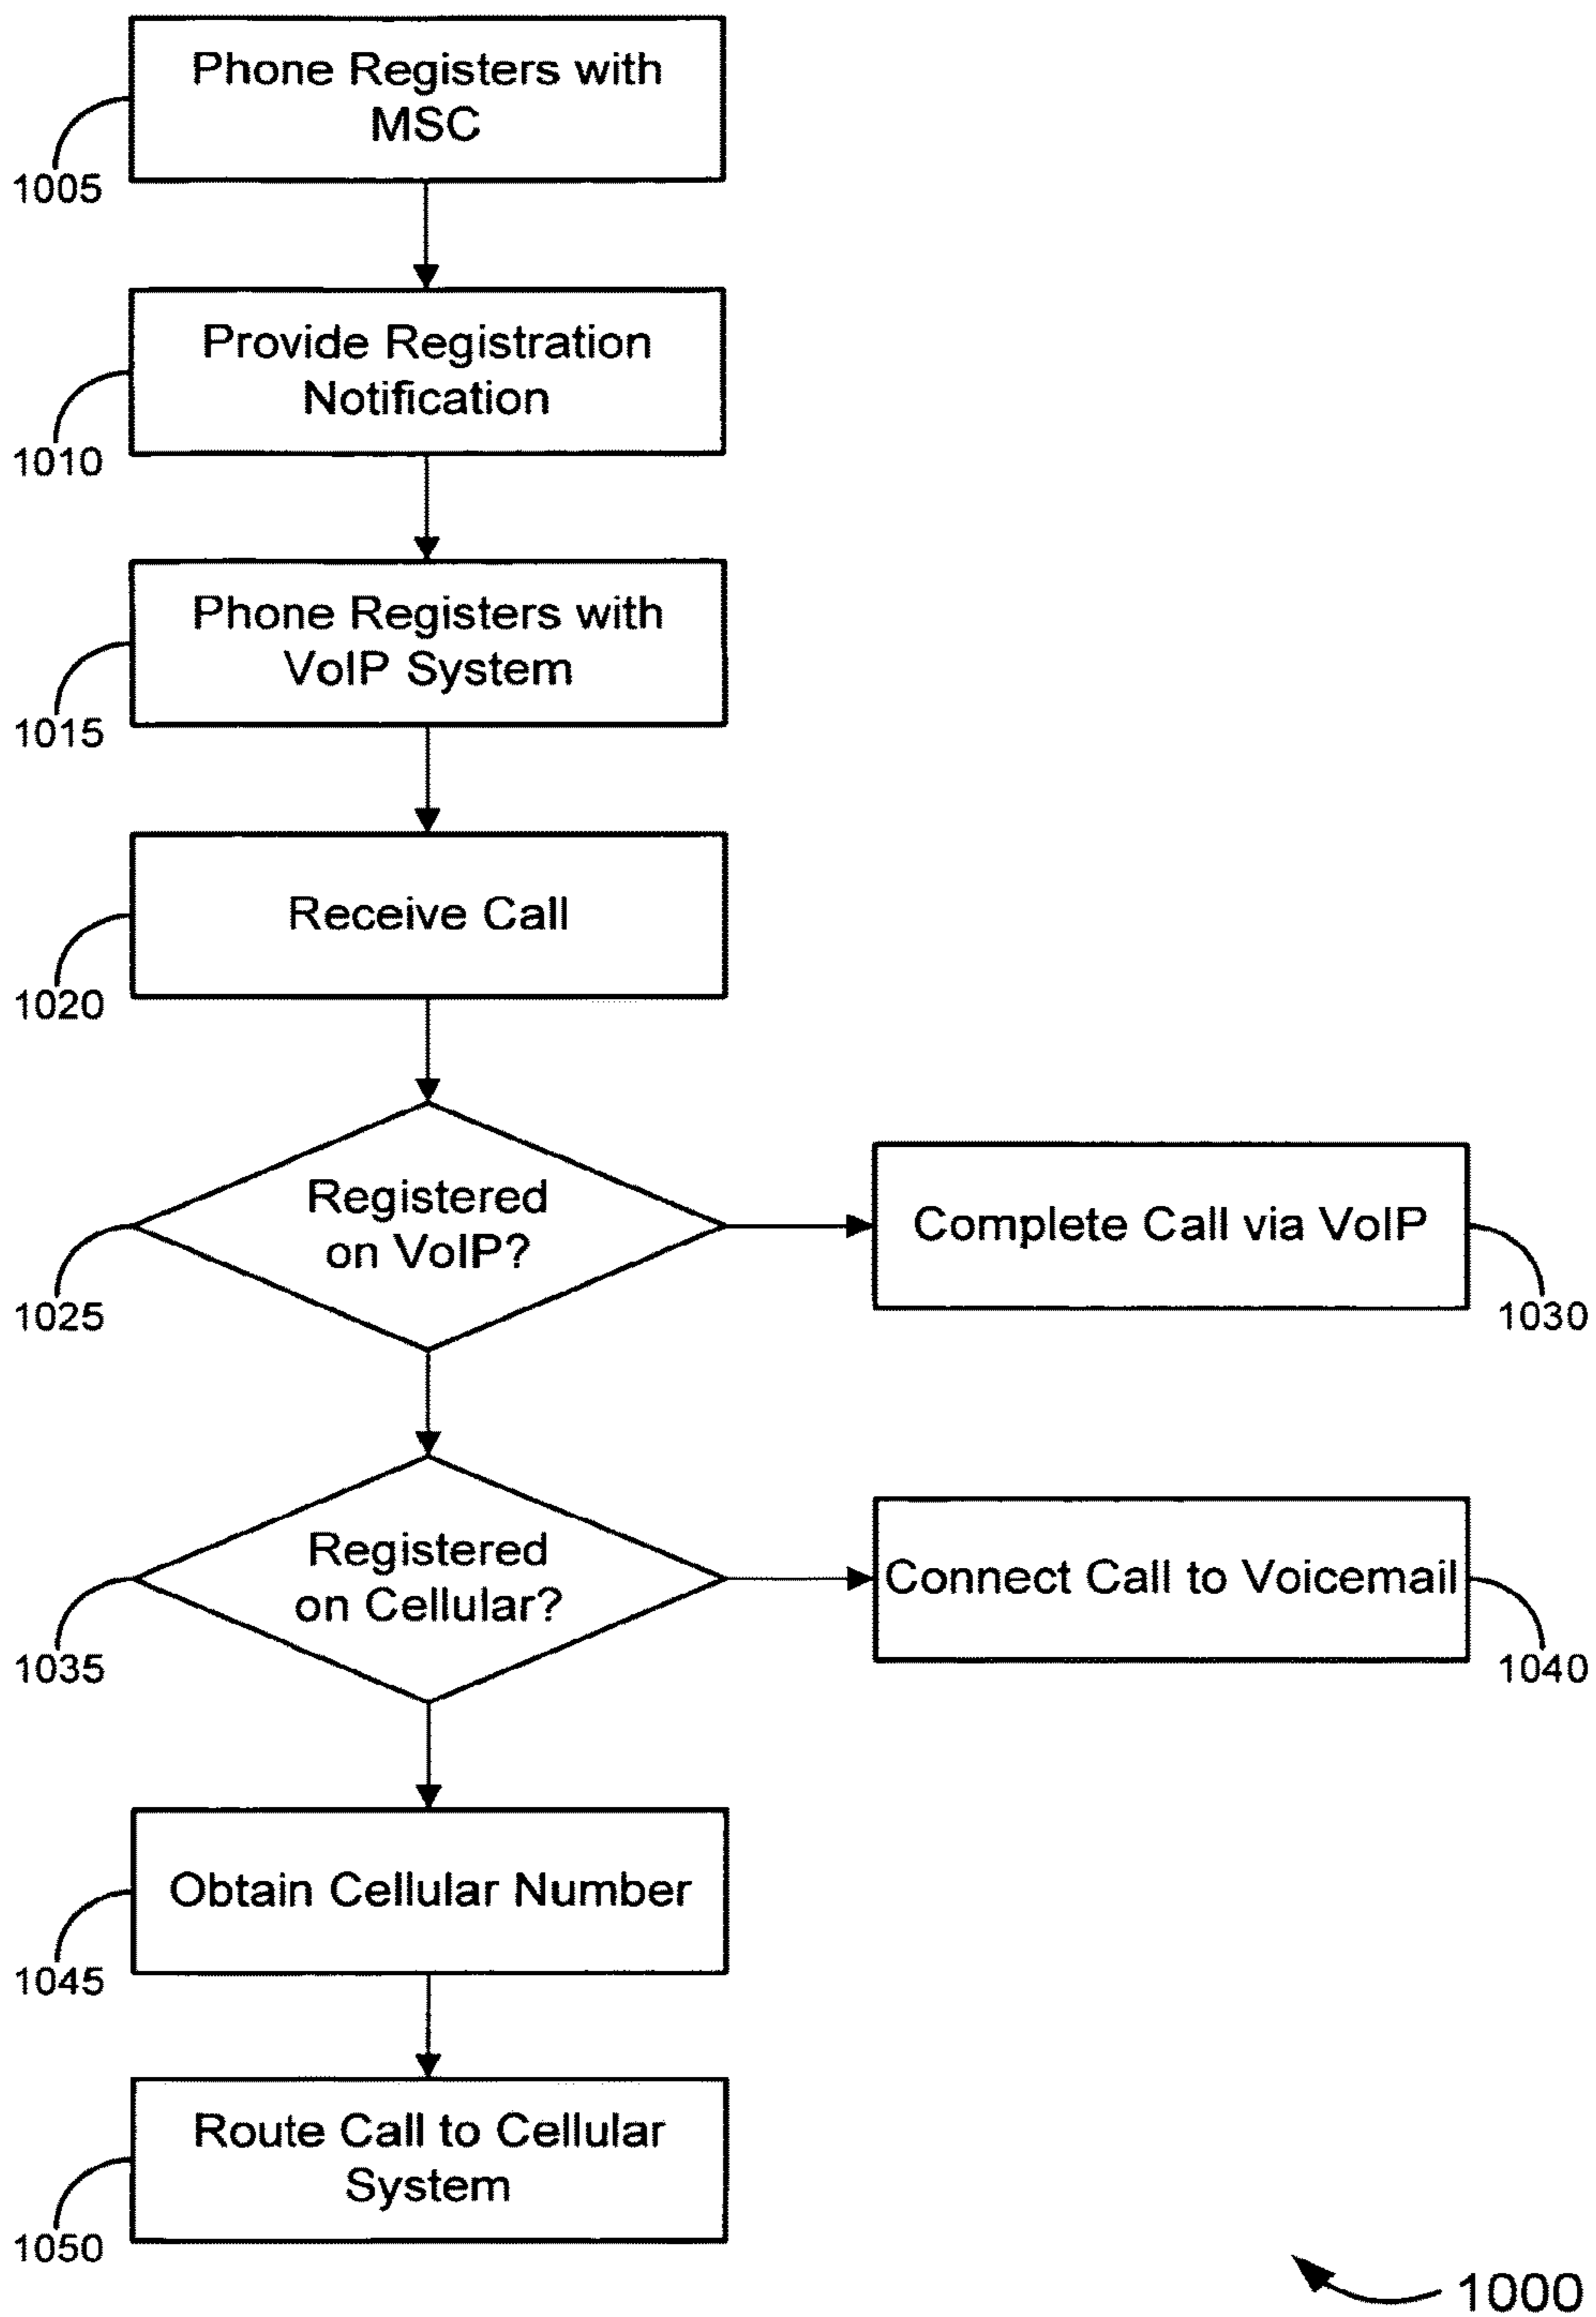 Phone Registers with
MSC
1005
Provide Registration
Notification
1010
Phone Registers with
VoIP System
1015
Receive Call
1020
Registered
on VoIP?
1025
Complete Call via VoIP
1030
Registered
on Cellular?
1035
Connect Call to Voicemail
1040
Obtain Cellular Number
1045
Route Call to Cellular
System
1050
1000